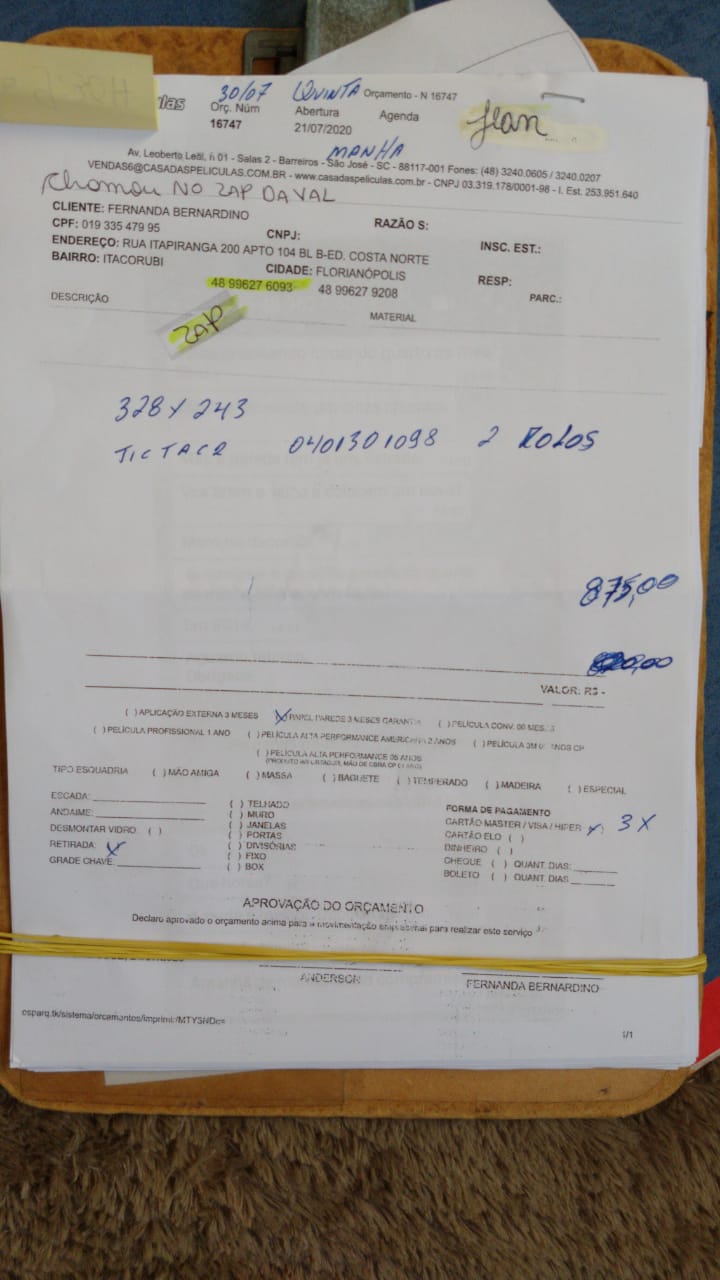 30/07 QUINTA Orçamento - N 16747
Orç. Núm Abertura Agenda
16747 21/07/2020 Jean
MANHA
Av. Leoberto Leal, n 01 - Salas 2 - Barreiros - São José - SC - 88117-001 Fones: (48) 3240.0605 / 3240.0207
VENDAS6@CASADASPELICULAS.COM.BR - www.casadaspeliculas.com.br - CNPJ 03.319.178/0001-98 - I. Est. 253.951.640
Chamou NO ZAP DA VAL
CLIENTE: FERNANDA BERNARDINO RAZÃO S:
CPF: 019 335 479 95 CNPJ: INSC. EST.:
ENDEREÇO: RUA ITAPIRANGA 200 APTO 104 BL B-ED. COSTA NORTE
BAIRRO: ITACORUBI CIDADE: FLORIANÓPOLIS RESP:
48 99627 6093 48 99627 9208 PARC.:
DESCRIÇÃO MATERIAL
ZAP
328 X 243
0401301098 2 ROLOS
875,00
VALOR: R$ -
( ) APLICAÇÃO EXTERNA 3 MESES (X) PAPEL PAREDE 3 MESES GARANTIA ( ) PELÍCULA CONV. 06 MESES
( ) PELÍCULA PROFISSIONAL 1 ANO ( ) PELÍCULA ALTA PERFORMANCE AMERICANA 2 ANOS ( ) PELÍCULA 3M ANOS CP
( ) PELÍCULA ALTA PERFORMANCE 05 ANOS
TIPO ESQUADRIA ( ) MÃO AMIGA ( ) MASSA ( ) BAGUETE ( ) TEMPERADO ( ) MADEIRA ( ) ESPECIAL
ESCADA: ( ) TELHADO
ANDAIME: ( ) MURO
DESMONTAR VIDRO: ( ) ( ) JANELAS
RETIRADA: X ( ) PORTAS
GRADE CHAVE: ( ) DIVISÓRIAS
( ) FIXO
( ) BOX
FORMA DE PAGAMENTO
CARTÃO MASTER / VISA / HIPER X 3 X
CARTÃO ELO ( )
DINHEIRO ( )
CHEQUE ( ) QUANT. DIAS:
BOLETO ( ) QUANT. DIAS
APROVAÇÃO DO ORÇAMENTO
Declaro aprovado o orçamento acima para a movimentação empresarial para realizar este serviço
ANDERSON FERNANDA BERNARDINO
1/1